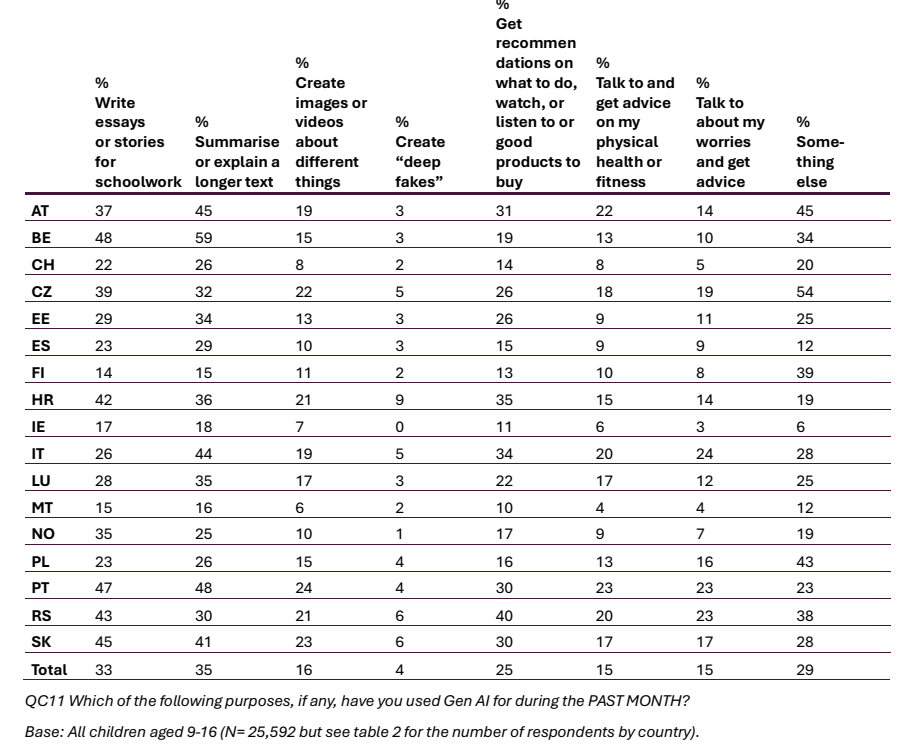 % Write essays or stories for schoolwork	% Summarise or explain a longer text	% Create images or videos about different things	% Create “deep fakes”	% Get recommen dations on what to do, watch, or listen to or good products to buy	% Talk to and get advice on my physical health or fitness	% Talk to about my worries and get advice	% Some- thing else
AT 37 45 19 3 31 22 14 45
BE 48 59 15 3 19 13 10 34
CH 22 26 8 2 14 8 5 20
CZ 39 32 22 5 26 18 19 54
EE 29 34 13 3 26 9 11 25
ES 23 29 10 3 15 9 9 12
FI 14 15 11 2 13 10 8 39
HR 42 36 21 9 35 15 14 19
IE 17 18 7 0 11 6 3 6
IT 26 44 19 5 34 20 24 28
LU 28 35 17 3 22 17 12 25
MT 15 16 6 2 10 4 4 12
NO 35 25 10 1 17 9 7 19
PL 23 26 15 4 16 13 16 43
PT 47 48 24 4 30 23 23 23
RS 43 30 21 6 40 20 23 38
SK 45 41 23 6 30 17 17 28
Total 33 35 16 4 25 15 15 29
QC11 Which of the following purposes, if any, have you used Gen AI for during the PAST MONTH?
Base: All children aged 9-16 (N= 25,592 but see table 2 for the number of respondents by country).